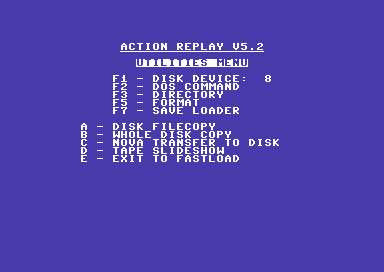 ACTION REPLAY V5.2
UTILITIES MENU
F1 - DISK DEVICE: 8
F2 - DOS COMMAND
F3 - DIRECTORY
F5 - FORMAT
F7 - SAVE LOADER
A - DISK FILECOPY
B - WHOLE DISK COPY
C - NOVA TRANSFER TO DISK
D - TAPE SLIDESHOW
E - EXIT TO FASTLOAD